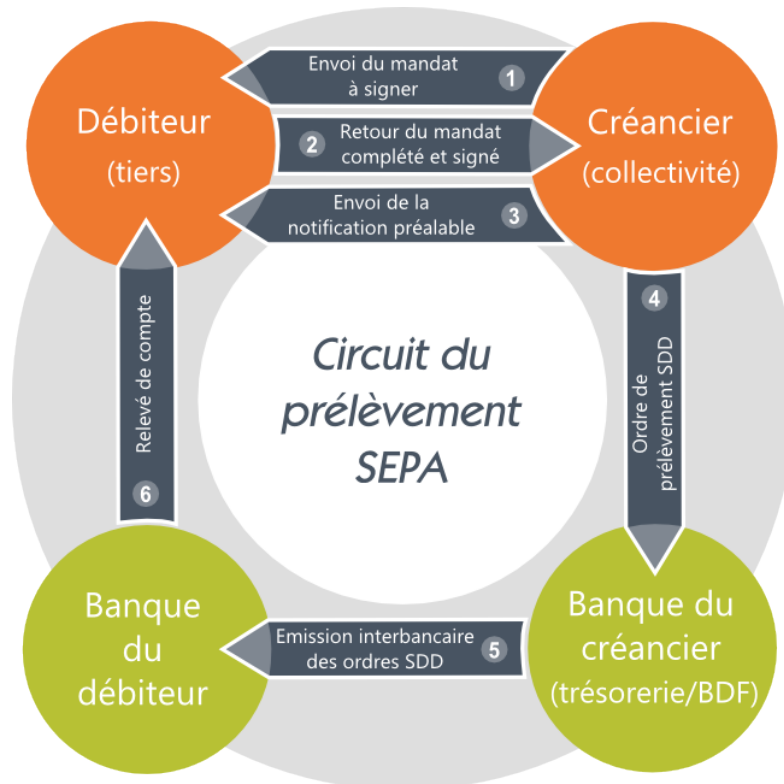 Envoi du mandat
à signer
1
Débiteur
(tiers)
2
Retour du mandat
complété et signé
Créancier
(collectivité)
Envoi de la
notification préalable
3
4
Ordre de
prélèvement SDD
Relevé de compte
6
Circuit du
prélèvement
SEPA
Banque
du
débiteur
Emission interbancaire
des ordres SDD
5
Banque du
créancier
(trésorerie/BDF)